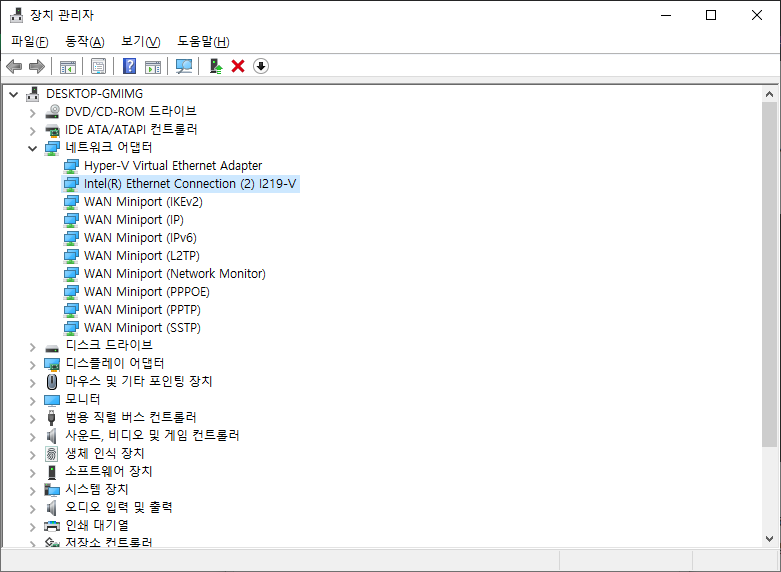 장치 관리자
파일(F) 동작(A) 보기(V) 도움말(H)
DESKTOP-GMIMG
DVD/CD-ROM 드라이브
IDE ATA/ATAPI 컨트롤러
네트워크 어댑터
Hyper-V Virtual Ethernet Adapter
Intel(R) Ethernet Connection (2) I219-V
WAN Miniport (IKEv2)
WAN Miniport (IP)
WAN Miniport (IPv6)
WAN Miniport (L2TP)
WAN Miniport (Network Monitor)
WAN Miniport (PPPOE)
WAN Miniport (PPTP)
WAN Miniport (SSTP)
디스크 드라이브
디스플레이 어댑터
마우스 및 기타 포인팅 장치
모니터
범용 직렬 버스 컨트롤러
사운드, 비디오 및 게임 컨트롤러
생체 인식 장치
소프트웨어 장치
시스템 장치
오디오 입력 및 출력
인쇄 대기열
저장소 컨트롤러